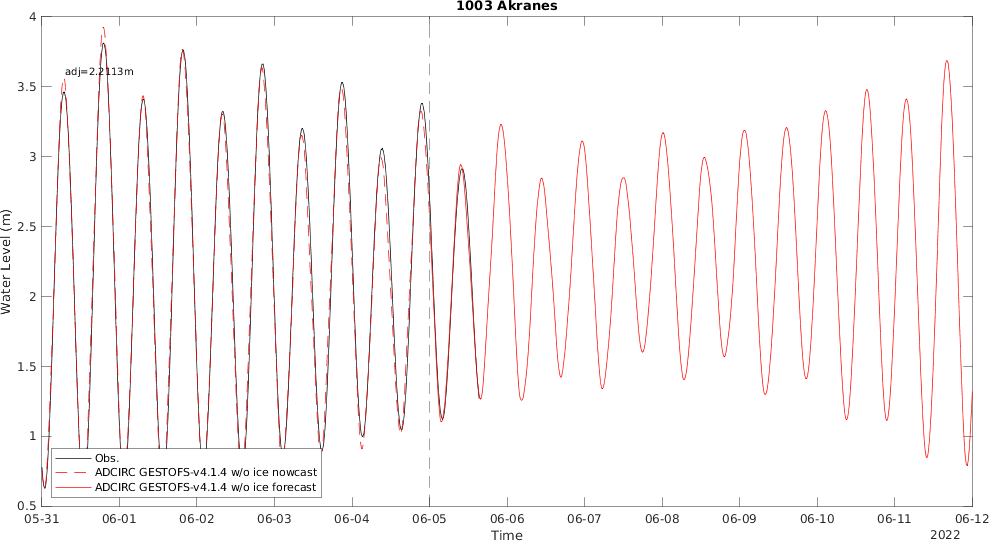 1003 Akranes
4
3.5
3
2.5
2
1.5
1
0.5
Water Level (m)
adj=2.2113m
Obs.
ADCIRC GESTOFS-v4.1.4 w/o ice nowcast
ADCIRC GESTOFS-v4.1.4 w/o ice forecast
05-31 06-01 06-02 06-03 06-04 06-05 06-06 06-07 06-08 06-09 06-10 06-11 06-12
Time
2022